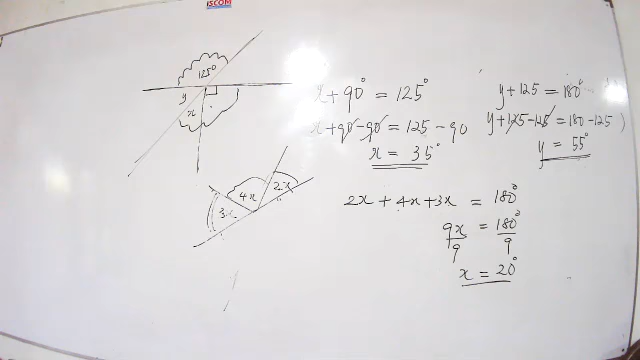 ISCOM
125°
y
x
x + 90° = 125°
x + 90 - 90 = 125 - 90
x = 35°
y + 125 = 180°
y + 125 - 125 = 180 - 125
y = 55°
3x 4x 2x
2x + 4x + 3x = 180°
9x/9 = 180°/9
x = 20°